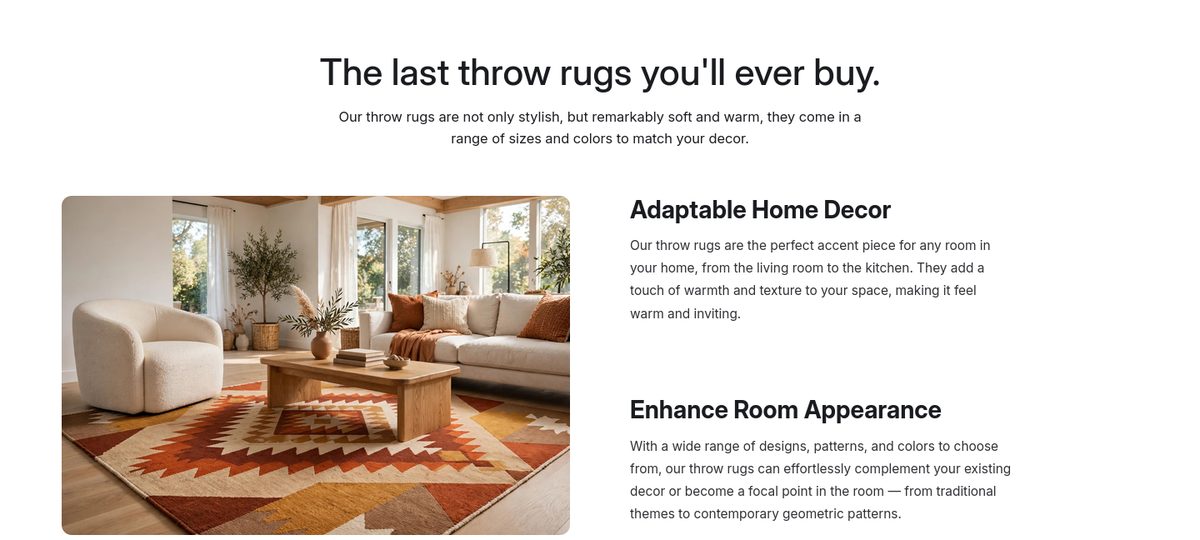 The last throw rugs you'll ever buy.
Our throw rugs are not only stylish, but remarkably soft and warm, they come in a
range of sizes and colors to match your decor.
Adaptable Home Decor
Our throw rugs are the perfect accent piece for any room in
your home, from the living room to the kitchen. They add a
touch of warmth and texture to your space, making it feel
warm and inviting.
Enhance Room Appearance
With a wide range of designs, patterns, and colors to choose
from, our throw rugs can effortlessly complement your existing
decor or become a focal point in the room — from traditional
themes to contemporary geometric patterns.